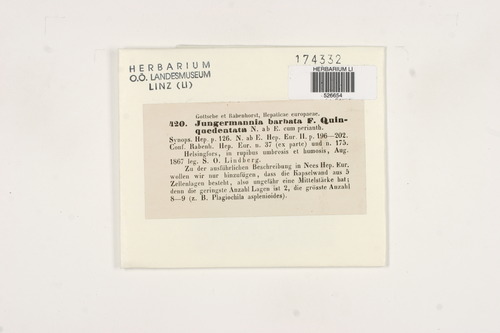 HERBARIUM
O.Ö. LANDESMUSEUM
LINZ (LI)
174332
HERBARIUM LI
526654
Gottsche et Rabenhorst, Hepaticae europaeae.
420. Jungermannia barbata F. Quin-
quedentata N. ab E. cum perianth.
Synops. Hep. p. 126. N. ab E. Hep. Eur. II. p. 196—202.
Conf. Rabenh. Hep. Eur. n. 37 (ex parte) und n. 175.
Helsingfors, in rupibus umbrosis et humosis, Aug.
1867 leg. S. O. Lindberg.
Zu der ausführlichen Beschreibung in Nees Hep. Eur.
wollen wir nur hinzufügen, dass die Kapselwand aus 5
Zellenlagen besteht, also ungefähr eine Mittelstärke hat;
denn die geringste Anzahl Lagen ist 2, die grösste Anzahl
8—9 (z. B. Plagiochila asplenioides).